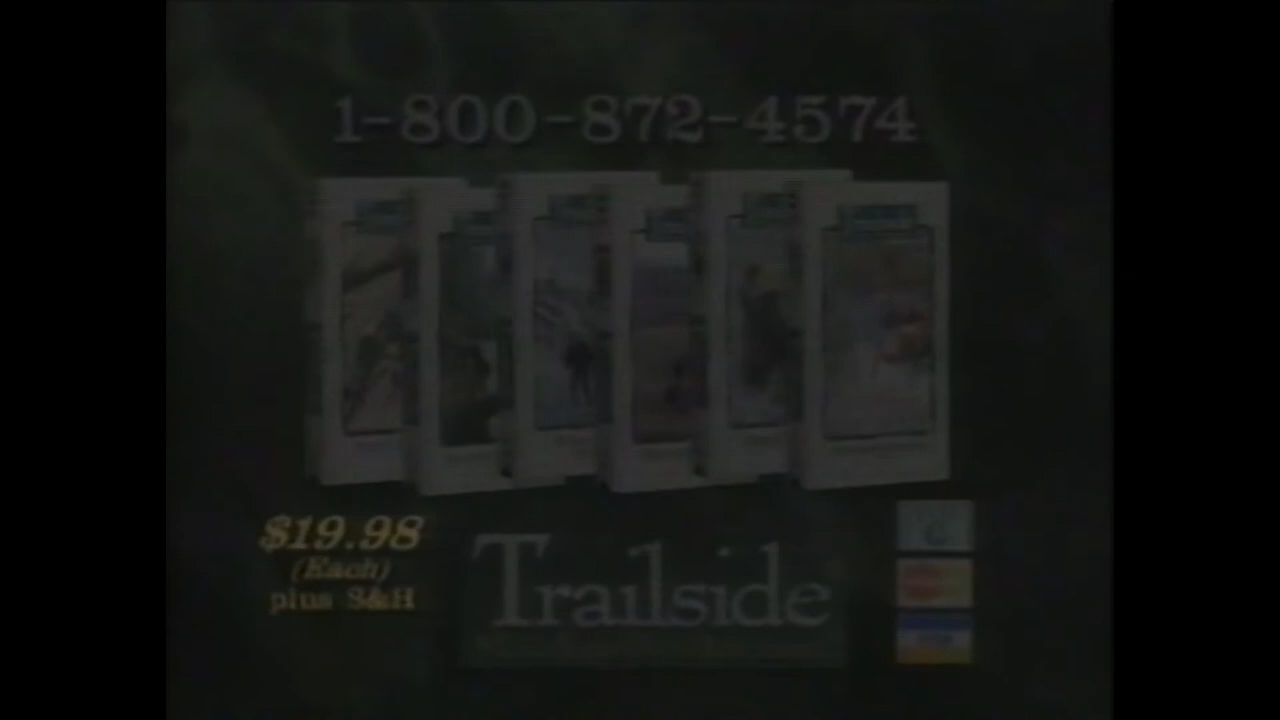 1-800-872-4574
$19.98
(Each)
plus S&H
Trailside